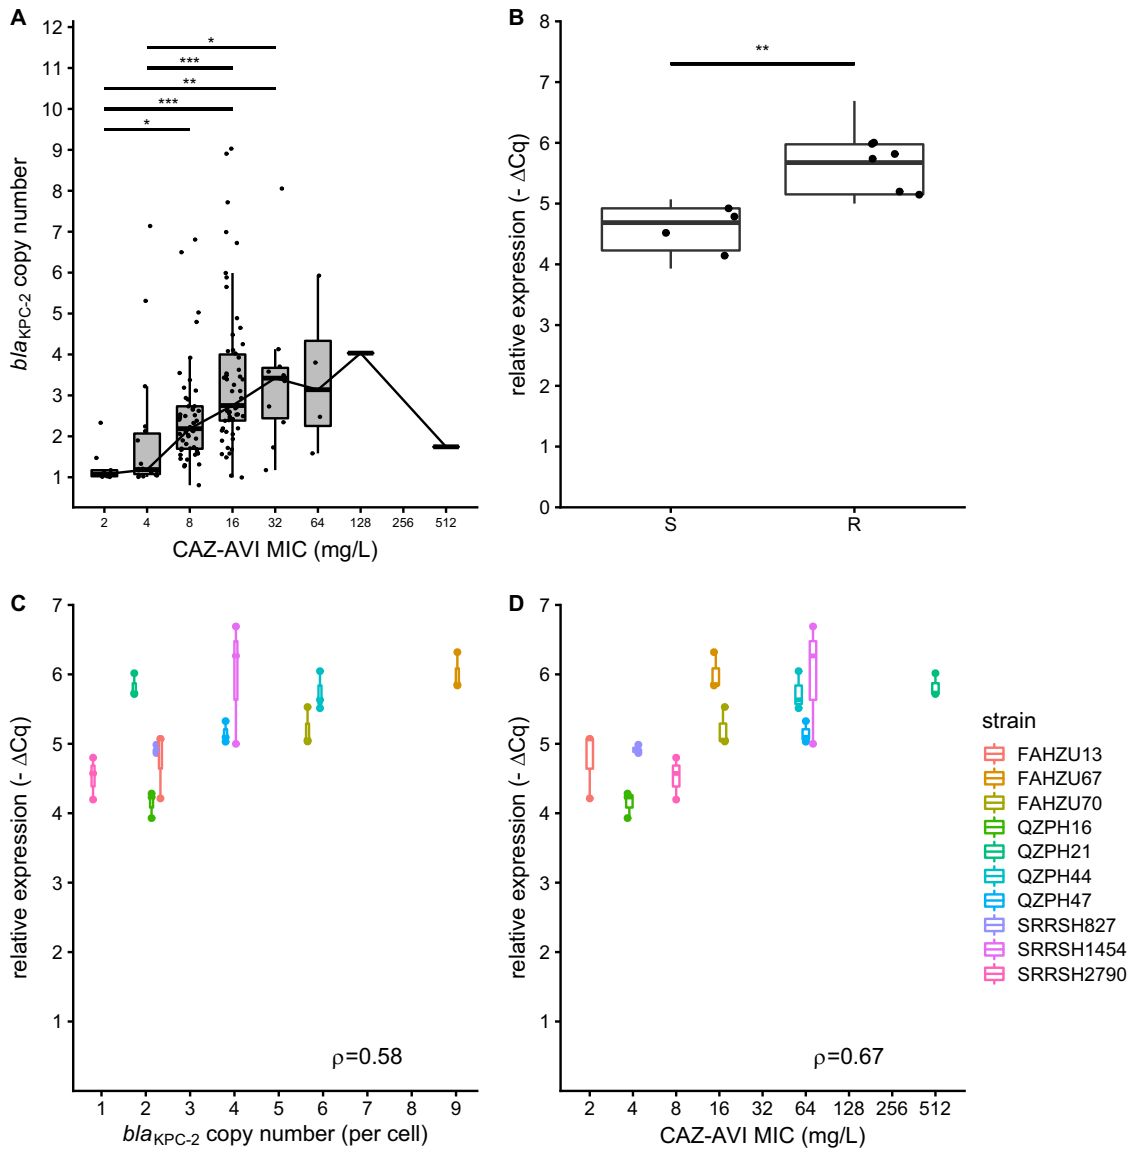 A
12
11
10
9
8
7
6
5
4
3
2
1
bla KPC-2 copy number
*
***
**
***
*
2 4 8 16 32 64 128 256 512
CAZ-AVI MIC (mg/L)
B
8
7
6
5
4
3
2
1
0
relative expression (- ΔCq)
**
S R
C
7
6
5
4
3
2
1
relative expression (- ΔCq)
ρ=0.58
1 2 3 4 5 6 7 8 9
bla KPC-2 copy number (per cell)
D
7
6
5
4
3
2
1
relative expression (- ΔCq)
ρ=0.67
2 4 8 16 32 64 128 256 512
CAZ-AVI MIC (mg/L)
strain
FAHZU13
FAHZU67
FAHZU70
QZPH16
QZPH21
QZPH44
QZPH47
SRRSH827
SRRSH1454
SRRSH2790